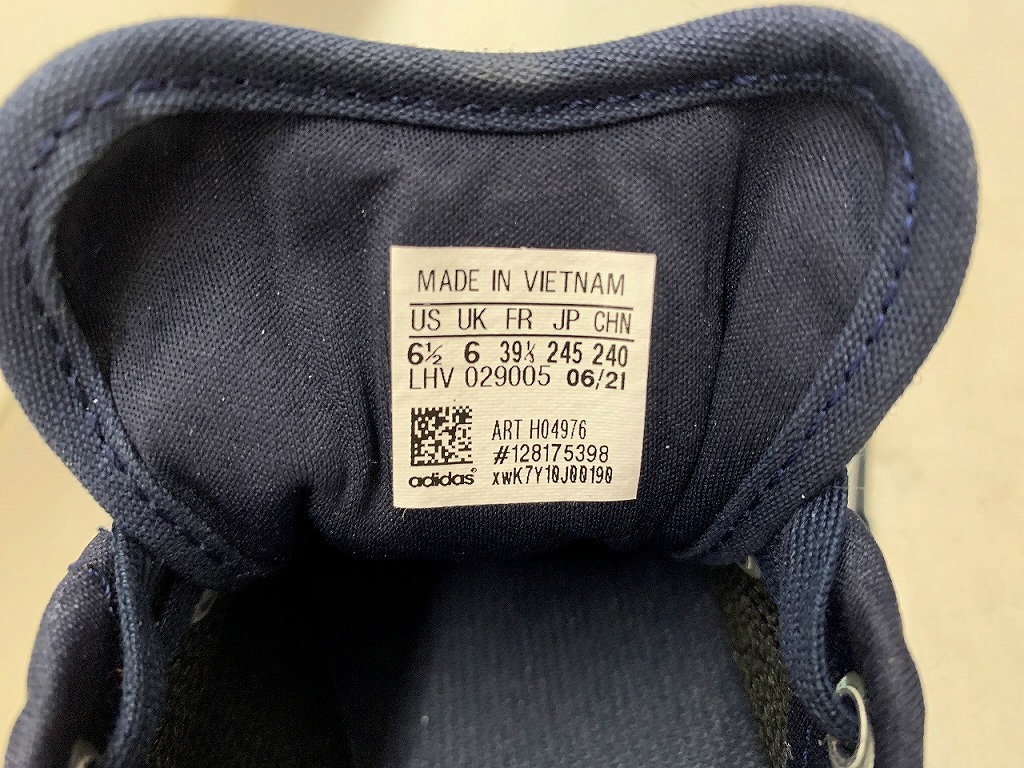 MADE IN VIETNAM
US UK FR JP CHN
6½ 6 39⅓ 245 240
LHV 029005 06/21
ART H04976
#128175398
adidas® xwK7Y10J00190